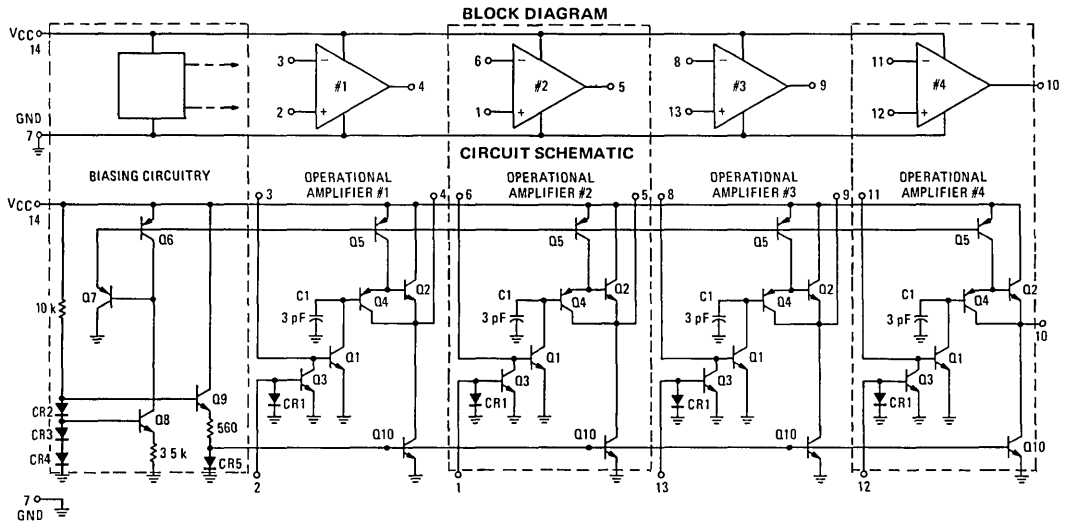 BLOCK DIAGRAM
VCC
14
3
−
#1
2
+
4
6
−
#2
1
+
5
8
−
#3
13
+
9
11
−
#4
12
+
10
GND
7
CIRCUIT SCHEMATIC
BIASING CIRCUITRY
OPERATIONAL
AMPLIFIER #1
OPERATIONAL
AMPLIFIER #2
OPERATIONAL
AMPLIFIER #3
OPERATIONAL
AMPLIFIER #4
3
4
6
5
8
9
11
VCC
14
Q6
Q5
Q5
Q5
Q5
Q7
10 k
C1
3 pF
Q4
Q2
C1
3 pF
Q4
Q2
C1
3 pF
Q4
Q2
C1
3 pF
Q4
Q2
10
Q1
Q1
Q1
Q1
Q3
Q3
Q3
Q3
CR1
CR1
CR1
CR1
Q9
CR2
Q8
560
CR3
CR4
3 5 k
CR5
Q10
Q10
Q10
Q10
2
1
13
12
7
GND